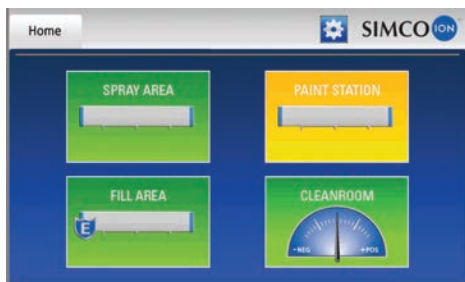 Home
SIMCO ION
SPRAY AREA
PAINT STATION
FILL AREA
E
CLEANROOM
-NEG +POS